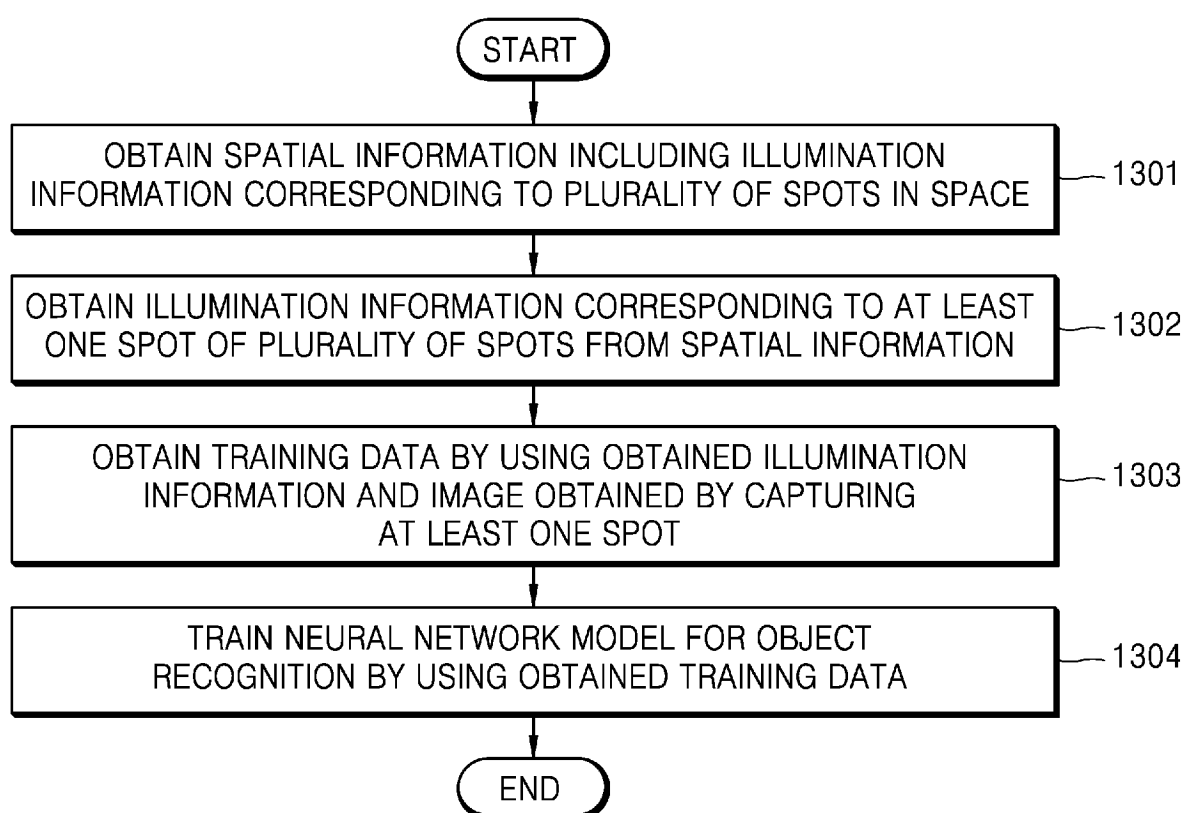 START
OBTAIN SPATIAL INFORMATION INCLUDING ILLUMINATION
INFORMATION CORRESPONDING TO PLURALITY OF SPOTS IN SPACE
1301
OBTAIN ILLUMINATION INFORMATION CORRESPONDING TO AT LEAST
ONE SPOT OF PLURALITY OF SPOTS FROM SPATIAL INFORMATION
1302
OBTAIN TRAINING DATA BY USING OBTAINED ILLUMINATION
INFORMATION AND IMAGE OBTAINED BY CAPTURING
AT LEAST ONE SPOT
1303
TRAIN NEURAL NETWORK MODEL FOR OBJECT
RECOGNITION BY USING OBTAINED TRAINING DATA
1304
END